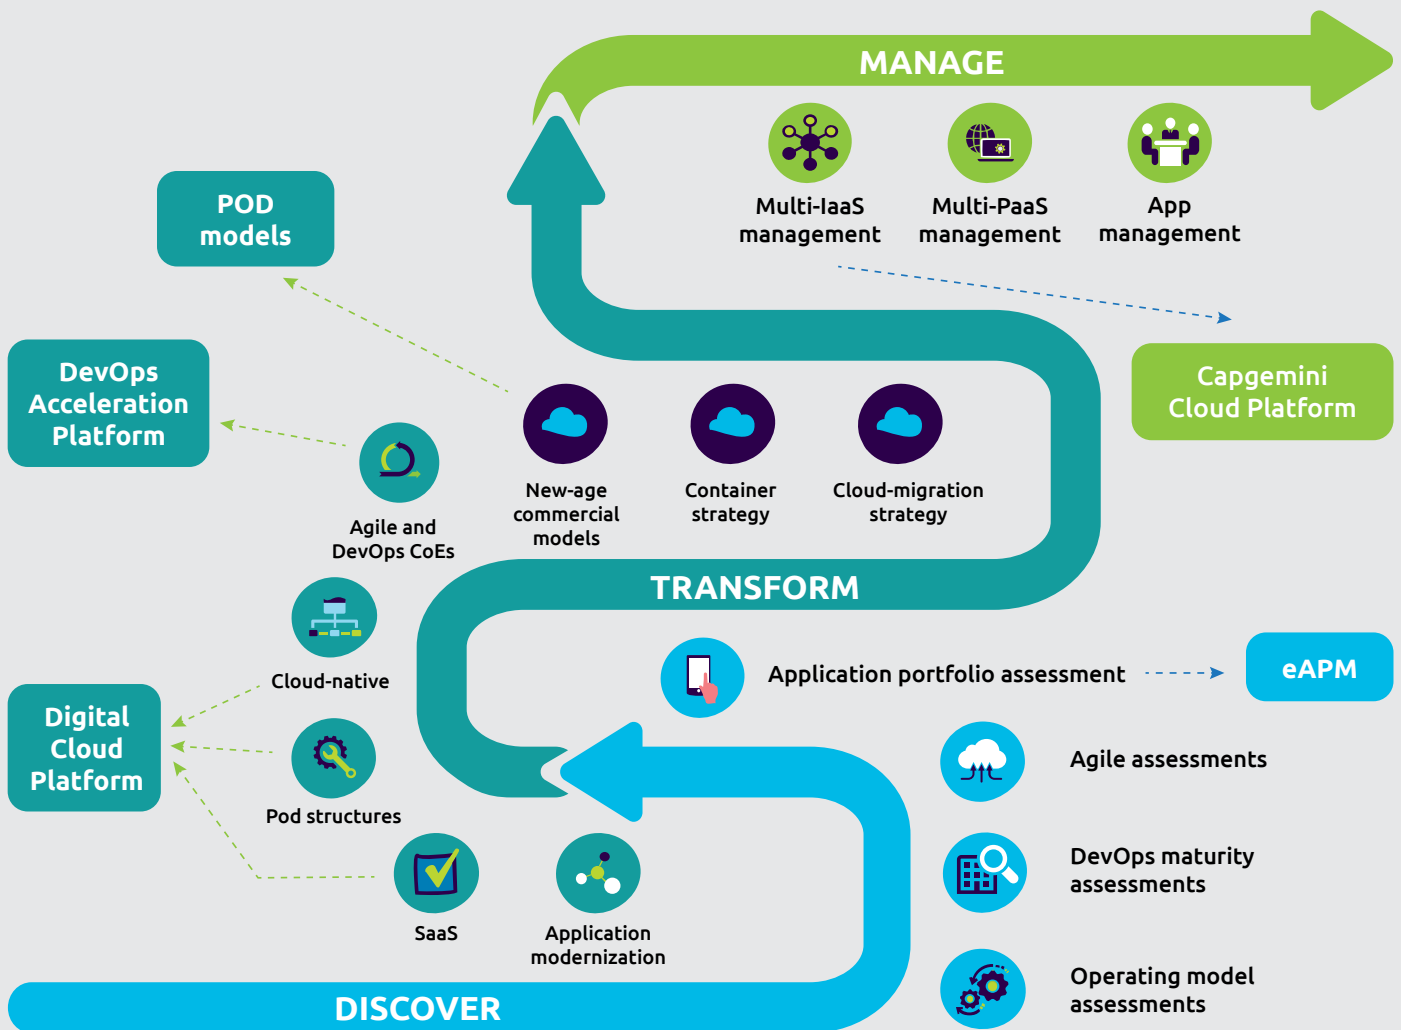 MANAGE
Multi-IaaS
management
Multi-PaaS
management
App
management
POD
models
DevOps
Acceleration
Platform
Capgemini
Cloud Platform
New-age
commercial
models
Container
strategy
Cloud-migration
strategy
Agile and
DevOps CoEs
TRANSFORM
Cloud-native
Application portfolio assessment
eAPM
Digital
Cloud
Platform
Agile assessments
Pod structures
DevOps maturity
assessments
SaaS
Application
modernization
Operating model
assessments
DISCOVER